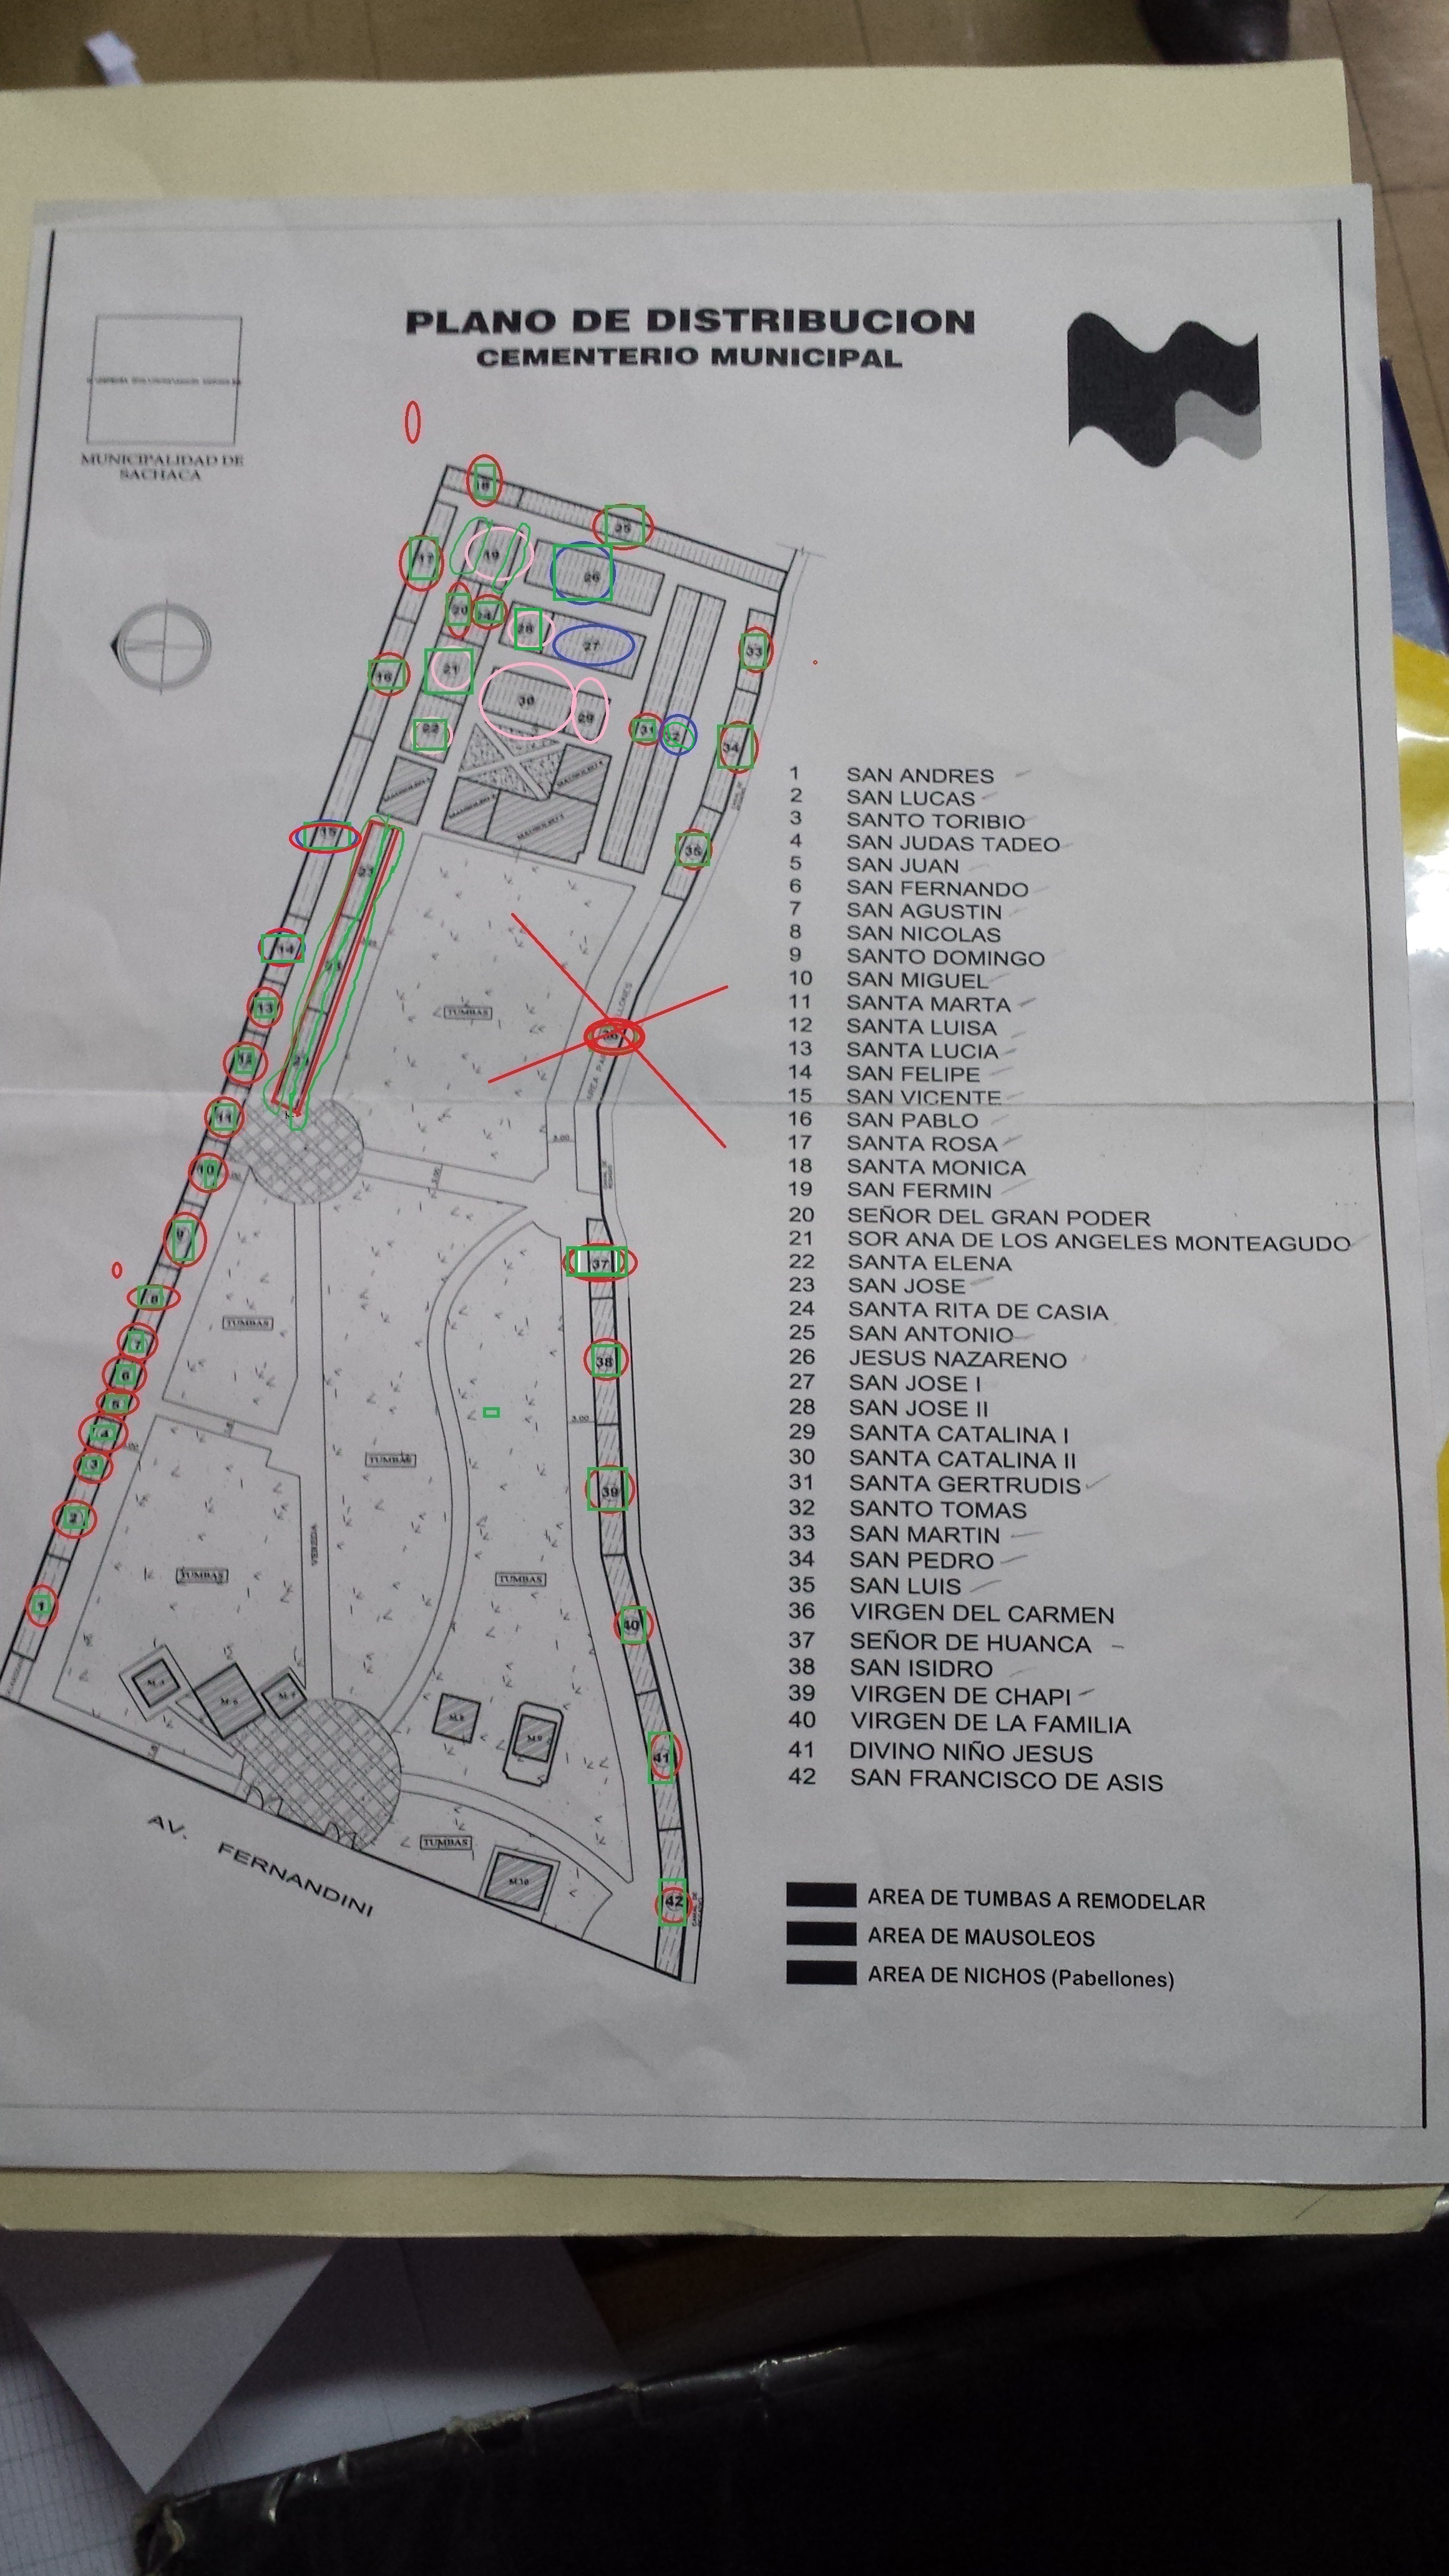 PLANO DE DISTRIBUCION
CEMENTERIO MUNICIPAL
MUNICIPALIDAD DE
SACHACA
18
25
17
19
26
20
24
28
27
33
16
21
30
29
22
31
32
34
MAUSOLEO
15
35
23
14
23
TUMBAS
13
36
12
23
11
3.00
10
9
37
8
TUMBAS
7
38
6
5
3.00
4
TUMBAS
3
39
2
VEREDA
TUMBAS
TUMBAS
1
40
41
TUMBAS
42
AV. FERNANDINI
1 SAN ANDRES
2 SAN LUCAS
3 SANTO TORIBIO
4 SAN JUDAS TADEO
5 SAN JUAN
6 SAN FERNANDO
7 SAN AGUSTIN
8 SAN NICOLAS
9 SANTO DOMINGO
10 SAN MIGUEL
11 SANTA MARTA
12 SANTA LUISA
13 SANTA LUCIA
14 SAN FELIPE
15 SAN VICENTE
16 SAN PABLO
17 SANTA ROSA
18 SANTA MONICA
19 SAN FERMIN
20 SEÑOR DEL GRAN PODER
21 SOR ANA DE LOS ANGELES MONTEAGUDO
22 SANTA ELENA
23 SAN JOSE
24 SANTA RITA DE CASIA
25 SAN ANTONIO
26 JESUS NAZARENO
27 SAN JOSE I
28 SAN JOSE II
29 SANTA CATALINA I
30 SANTA CATALINA II
31 SANTA GERTRUDIS
32 SANTO TOMAS
33 SAN MARTIN
34 SAN PEDRO
35 SAN LUIS
36 VIRGEN DEL CARMEN
37 SEÑOR DE HUANCA
38 SAN ISIDRO
39 VIRGEN DE CHAPI
40 VIRGEN DE LA FAMILIA
41 DIVINO NIÑO JESUS
42 SAN FRANCISCO DE ASIS
AREA DE TUMBAS A REMODELAR
AREA DE MAUSOLEOS
AREA DE NICHOS (Pabellones)